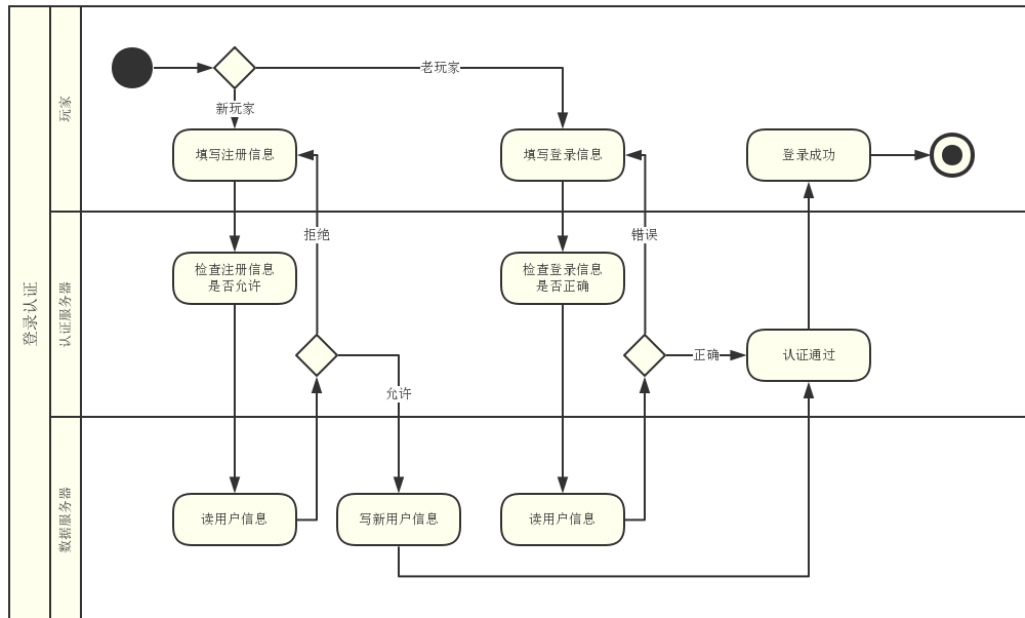 登录认证
玩家
老玩家
新玩家
填写注册信息
填写登录信息
登录成功
认证服务器
拒绝
错误
检查注册信息
是否允许
检查登录信息
是否正确
正确
认证通过
允许
数据服务器
读用户信息
写新用户信息
读用户信息